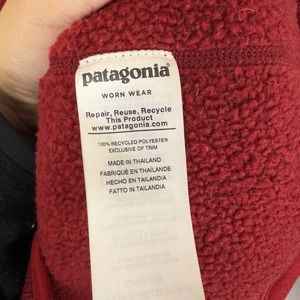 patagonia®
WORN WEAR
Repair, Reuse, Recycle
This Product
www.patagonia.com
100% RECYCLED POLYESTER
EXCLUSIVE OF TRIM
MADE IN THAILAND
FABRIQUÉ EN THAÏLANDE
HECHO EN TAILANDIA
FATTO IN TAILANDIA